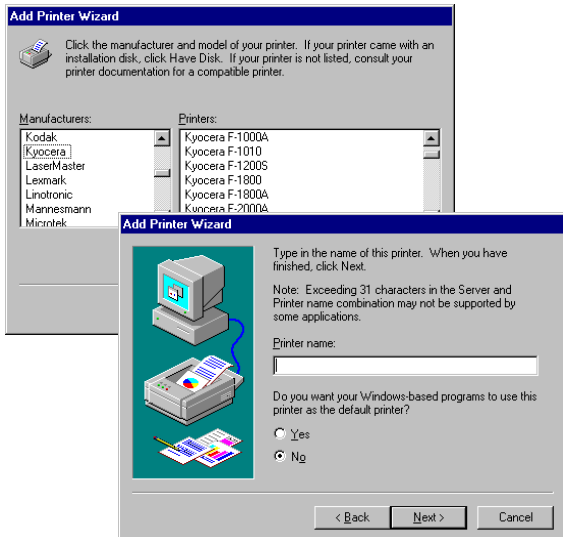 Add Printer Wizard
Click the manufacturer and model of your printer. If your printer came with an
installation disk, click Have Disk. If your printer is not listed, consult your
printer documentation for a compatible printer.
Manufacturers:
Kodak
Kyocera
LaserMaster
Lexmark
Linotronic
Mannesmann
Microtek
Printers:
Kyocera F-1000A
Kyocera F-1010
Kyocera F-1200S
Kyocera F-1800
Kyocera F-1800A
Kyocera F-2000A
Add Printer Wizard
Type in the name of this printer. When you have
finished, click Next.
Note: Exceeding 31 characters in the Server and
Printer name combination may not be supported by
some applications.
Printer name:
Do you want your Windows-based programs to use this
printer as the default printer?
Yes
No
< Back
Next >
Cancel